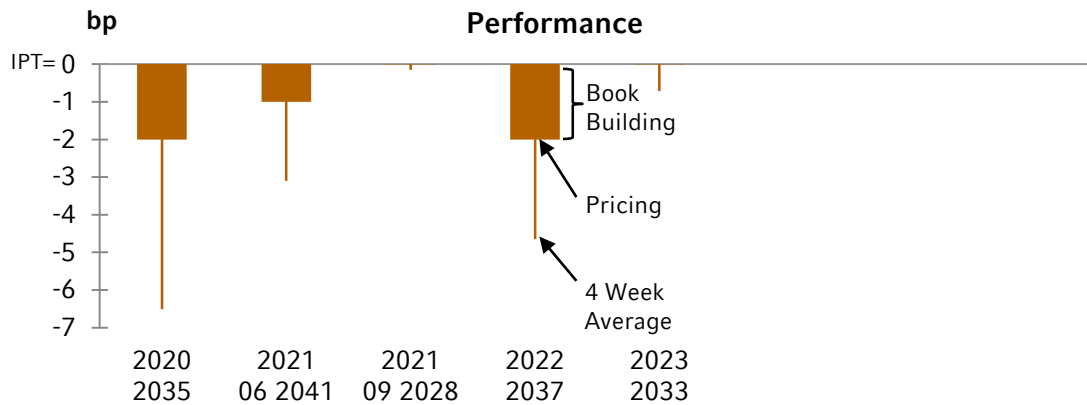 bp
Performance
IPT= 0
-1
-2
-3
-4
-5
-6
-7
Book
Building
Pricing
4 Week
Average
2020
2035
2021
06 2041
2021
09 2028
2022
2037
2023
2033